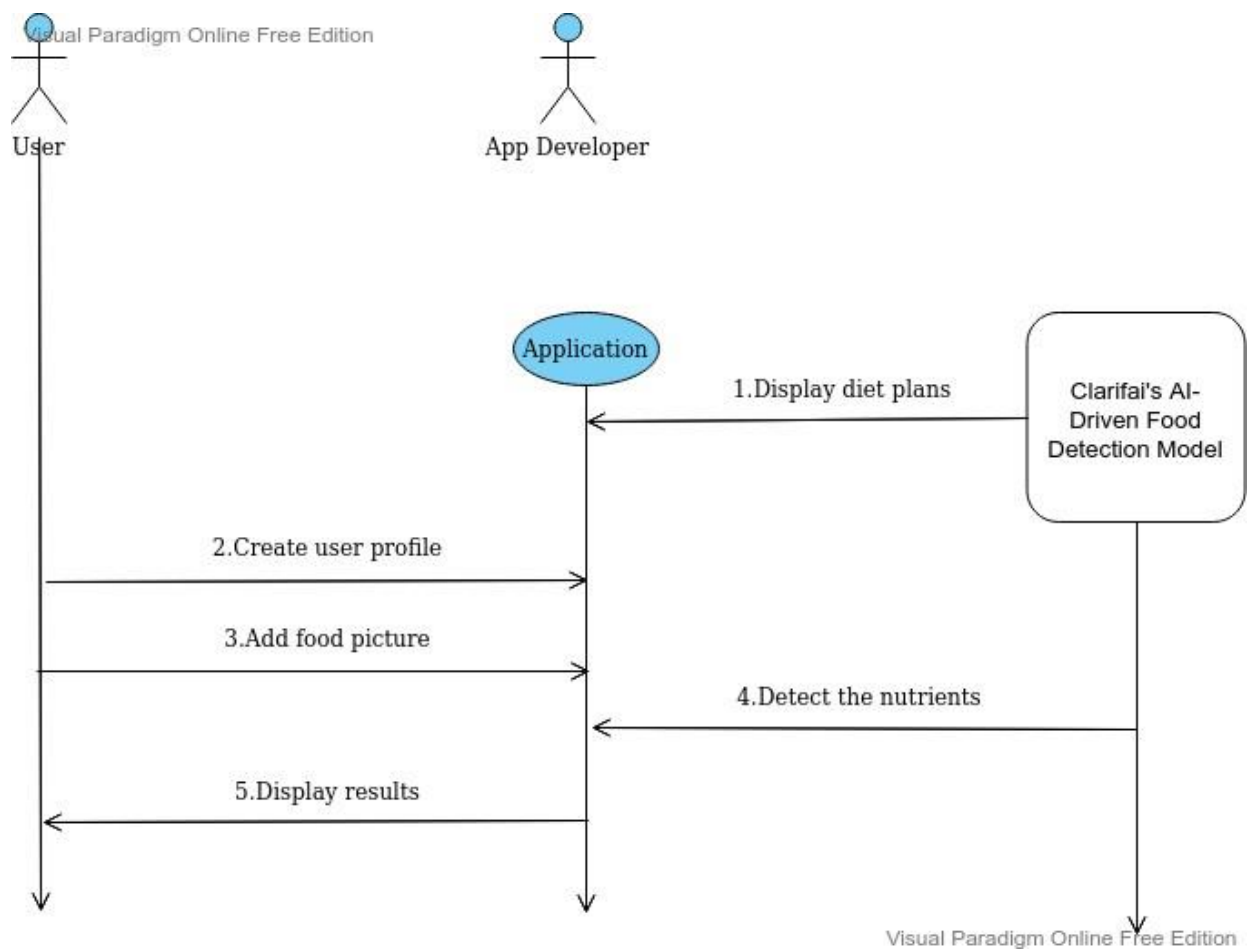 Visual Paradigm Online Free Edition
User
App Developer
Application
1.Display diet plans
Clarifai's AI-
Driven Food
Detection Model
2.Create user profile
3.Add food picture
4.Detect the nutrients
5.Display results
Visual Paradigm Online Free Edition